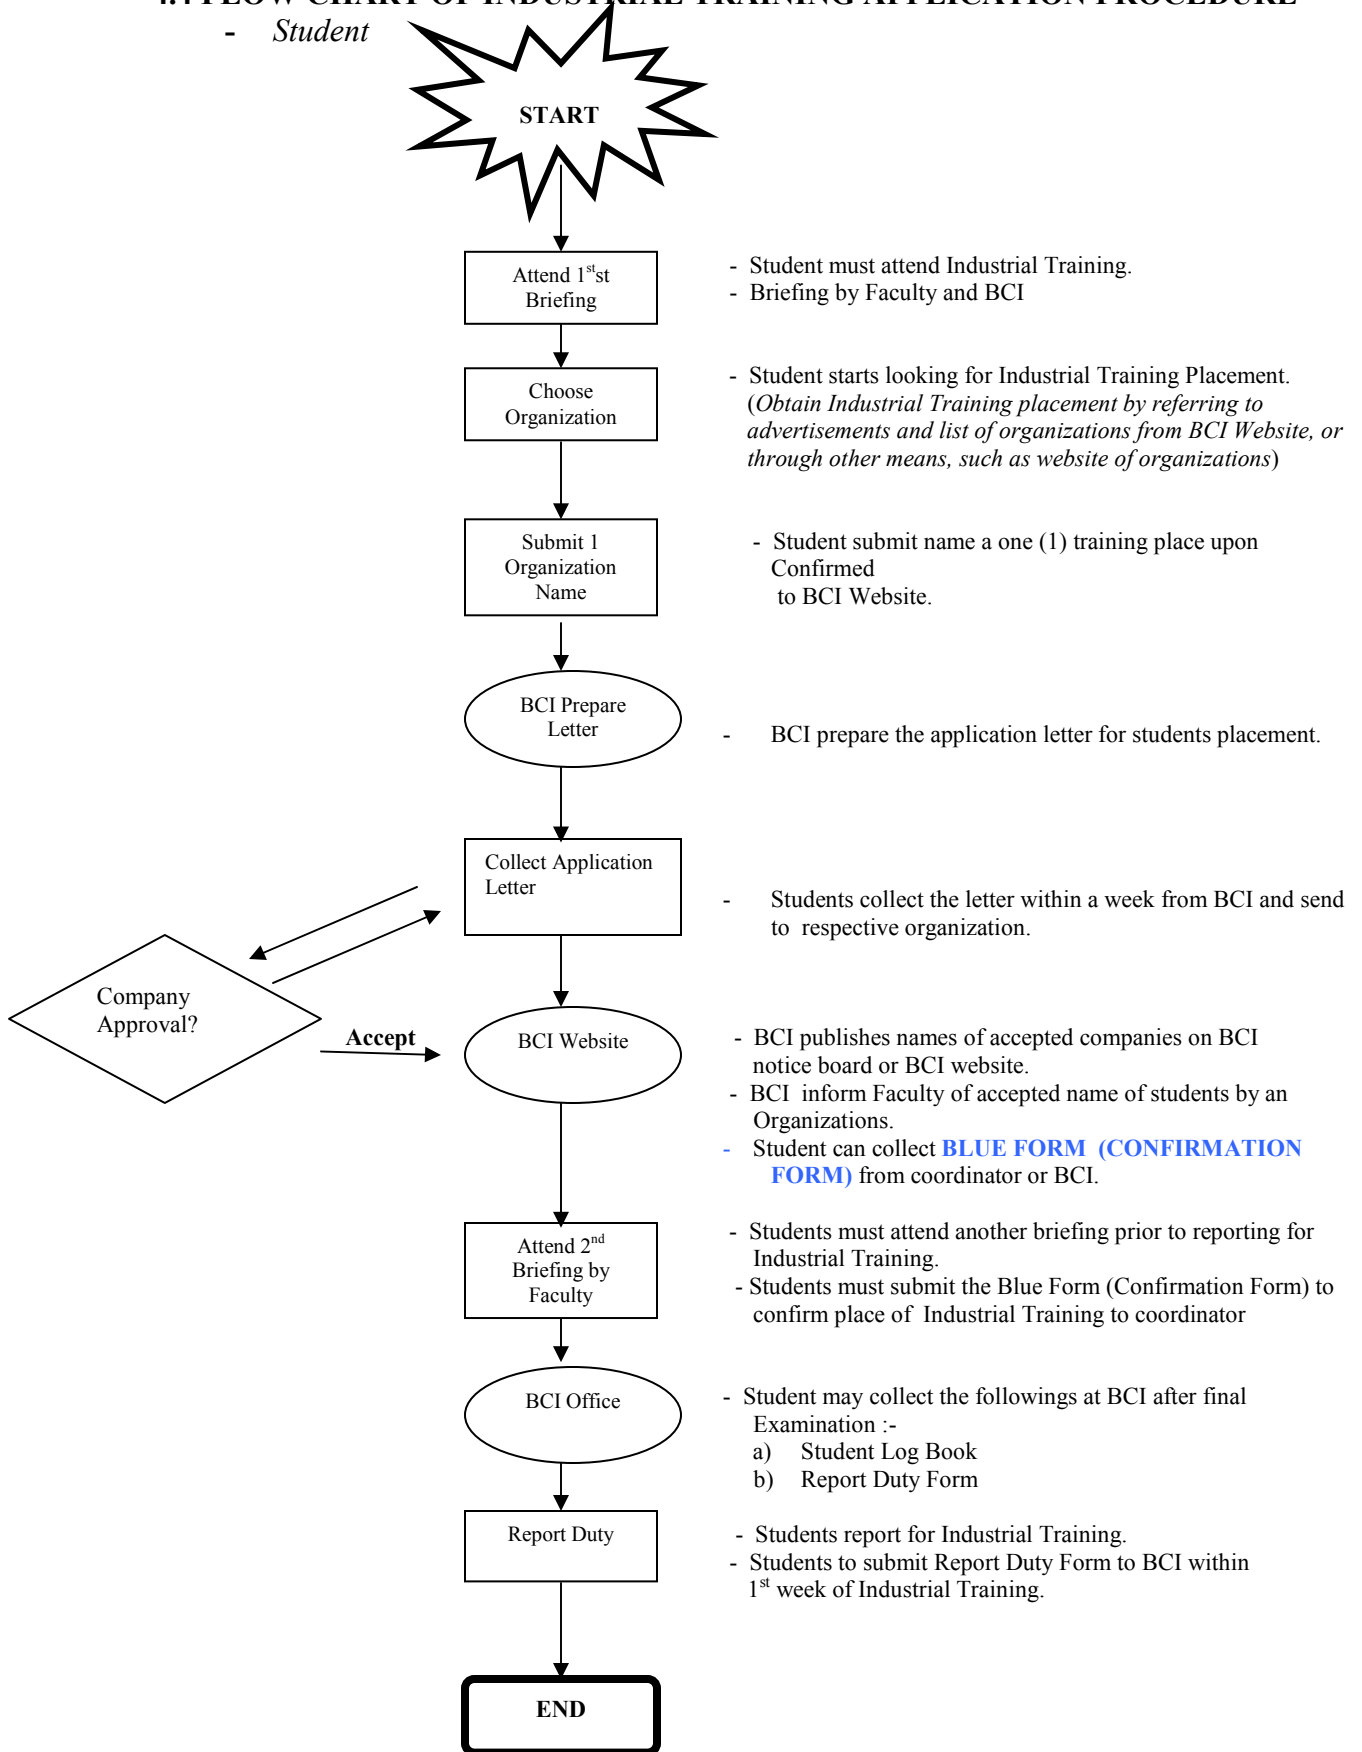 4.4 FLOW CHART OF INDUSTRIAL TRAINING APPLICATION PROCEDURE
- Student
START
Attend 1stst
Briefing
- Student must attend Industrial Training.
- Briefing by Faculty and BCI
Choose
Organization
- Student starts looking for Industrial Training Placement.
(Obtain Industrial Training placement by referring to
advertisements and list of organizations from BCI Website, or
through other means, such as website of organizations)
Submit 1
Organization
Name
- Student submit name a one (1) training place upon
Confirmed
to BCI Website.
BCI Prepare
Letter
- BCI prepare the application letter for students placement.
Collect Application
Letter
- Students collect the letter within a week from BCI and send
to respective organization.
Company
Approval?
Accept
BCI Website
- BCI publishes names of accepted companies on BCI
notice board or BCI website.
- BCI inform Faculty of accepted name of students by an
Organizations.
- Student can collect BLUE FORM (CONFIRMATION
FORM) from coordinator or BCI.
Attend 2nd
Briefing by
Faculty
- Students must attend another briefing prior to reporting for
Industrial Training.
- Students must submit the Blue Form (Confirmation Form) to
confirm place of Industrial Training to coordinator
BCI Office
- Student may collect the followings at BCI after final
Examination :-
a) Student Log Book
b) Report Duty Form
Report Duty
- Students report for Industrial Training.
- Students to submit Report Duty Form to BCI within
1st week of Industrial Training.
END